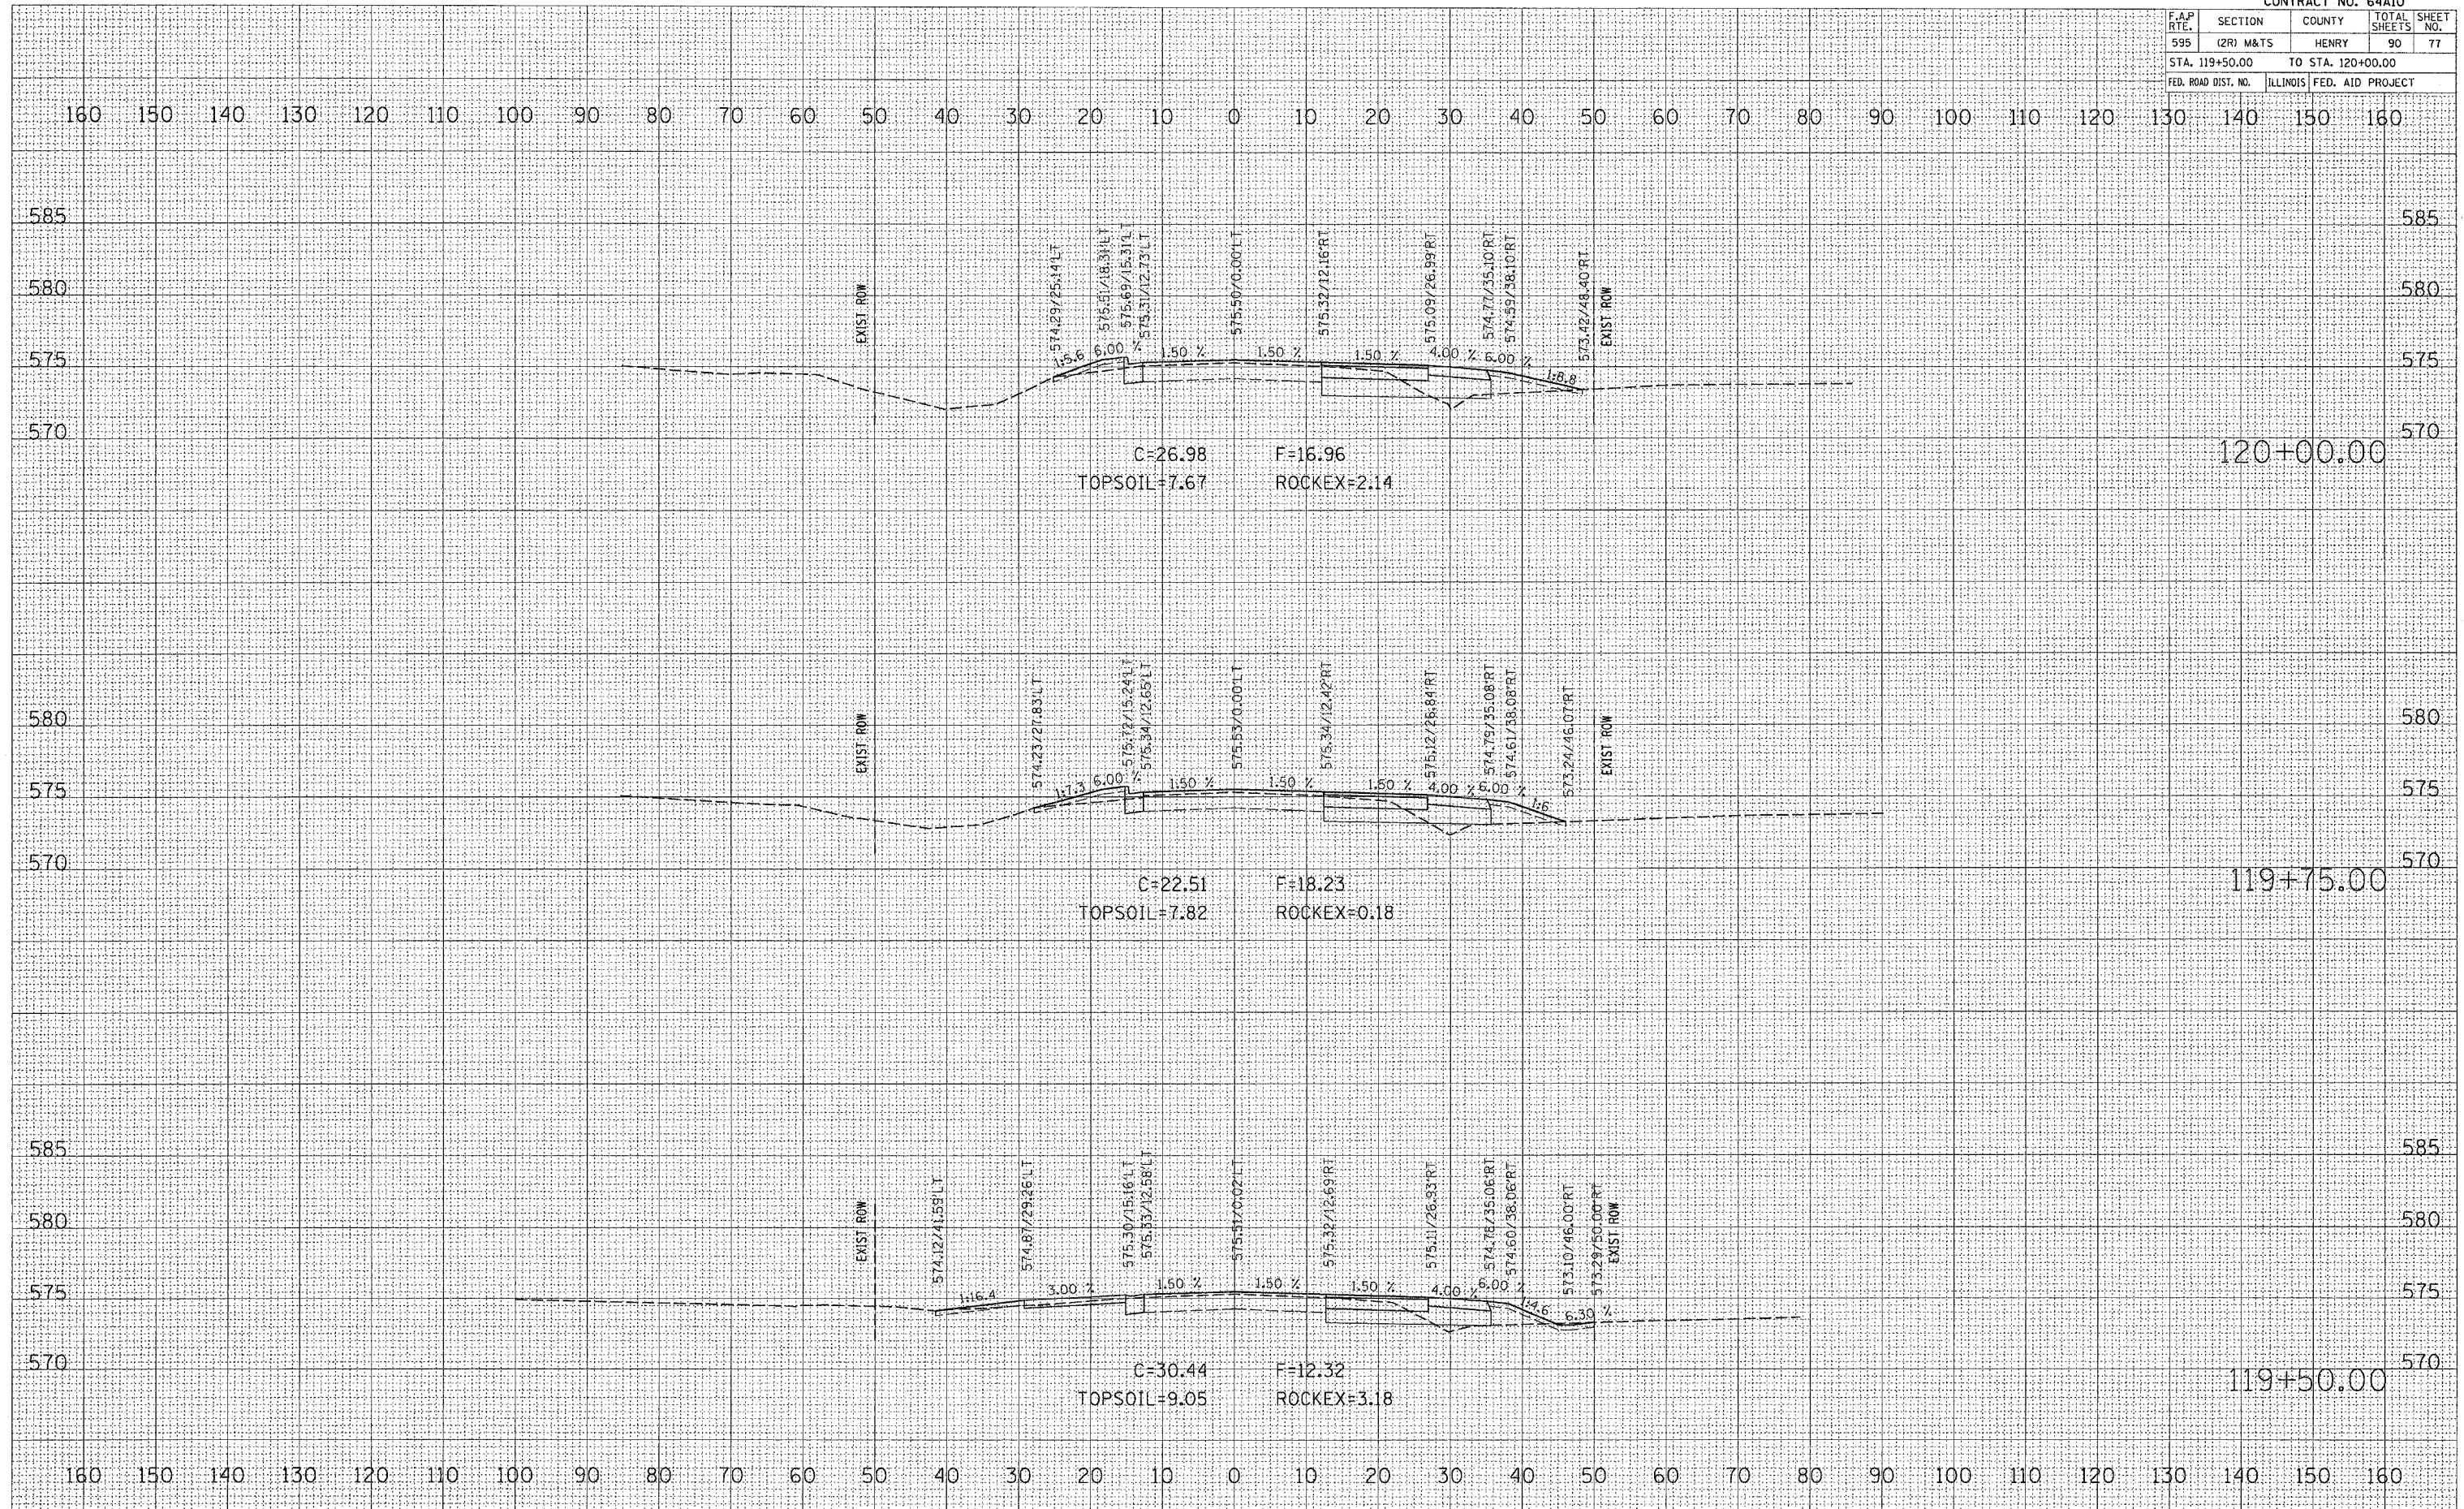 CONTRACT NO. 64A10
F.A.P RTE. SECTION COUNTY TOTAL SHEETS SHEET NO.
595 (2R) M&TS HENRY 90 77
STA. 119+50.00 TO STA. 120+00.00
FED. ROAD DIST. NO. ILLINOIS FED. AID PROJECT
160 150 140 130 120 110 100 90 80 70 60 50 40 30 20 10 0 10 20 30 40 50 60 70 80 90 100 110 120 130 140 150 160
585 585
580 580
575 575
570 570
EXIST ROW
574.29/25.14'LT
575.51/18.31'LT
575.69/15.31'LT
575.31/12.73'LT
575.50/0.00'LT
575.32/12.16'RT
575.09/26.99'RT
574.77/35.10'RT
574.59/38.10'RT
573.42/48.40'RT
EXIST ROW
1:5.6 6.00 % 1.50 % 1.50 % 1.50 % 4.00 % 6.00 % 1:8.8
120+00.00
C=26.98 F=16.96
TOPSOIL=7.67 ROCKEX=2.14
580 580
575 575
570 570
EXIST ROW
574.23/27.83'LT
575.72/15.24'LT
575.34/12.65'LT
575.53/0.00'LT
575.34/12.42'RT
575.12/26.84'RT
574.79/35.08'RT
574.61/38.08'RT
573.24/46.07'RT
EXIST ROW
1:7.3 6.00 % 1.50 % 1.50 % 1.50 % 4.00 % 6.00 % 1:6
119+75.00
C=22.51 F=18.23
TOPSOIL=7.82 ROCKEX=0.18
585 585
580 580
575 575
570 570
EXIST ROW
574.12/41.59'LT
574.87/29.26'LT
575.30/15.16'LT
575.33/12.58'LT
575.51/0.02'LT
575.32/12.69'RT
575.11/26.93'RT
574.78/35.06'RT
574.60/38.06'RT
573.10/46.00'RT
573.29/50.00'RT
EXIST ROW
1:16.4 3.00 % 1.50 % 1.50 % 1.50 % 4.00 % 6.00 % 1:4.6 6.30 %
119+50.00
C=30.44 F=12.32
TOPSOIL=9.05 ROCKEX=3.18
160 150 140 130 120 110 100 90 80 70 60 50 40 30 20 10 0 10 20 30 40 50 60 70 80 90 100 110 120 130 140 150 160